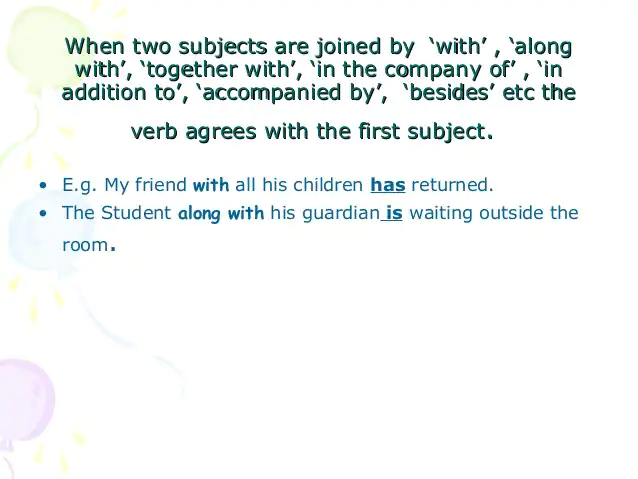 When two subjects are joined by ‘with’ , ‘along
with’, ‘together with’, ‘in the company of’ , ‘in
addition to’, ‘accompanied by’, ‘besides’ etc the
verb agrees with the first subject.
• E.g. My friend with all his children has returned.
• The Student along with his guardian is waiting outside the
room.